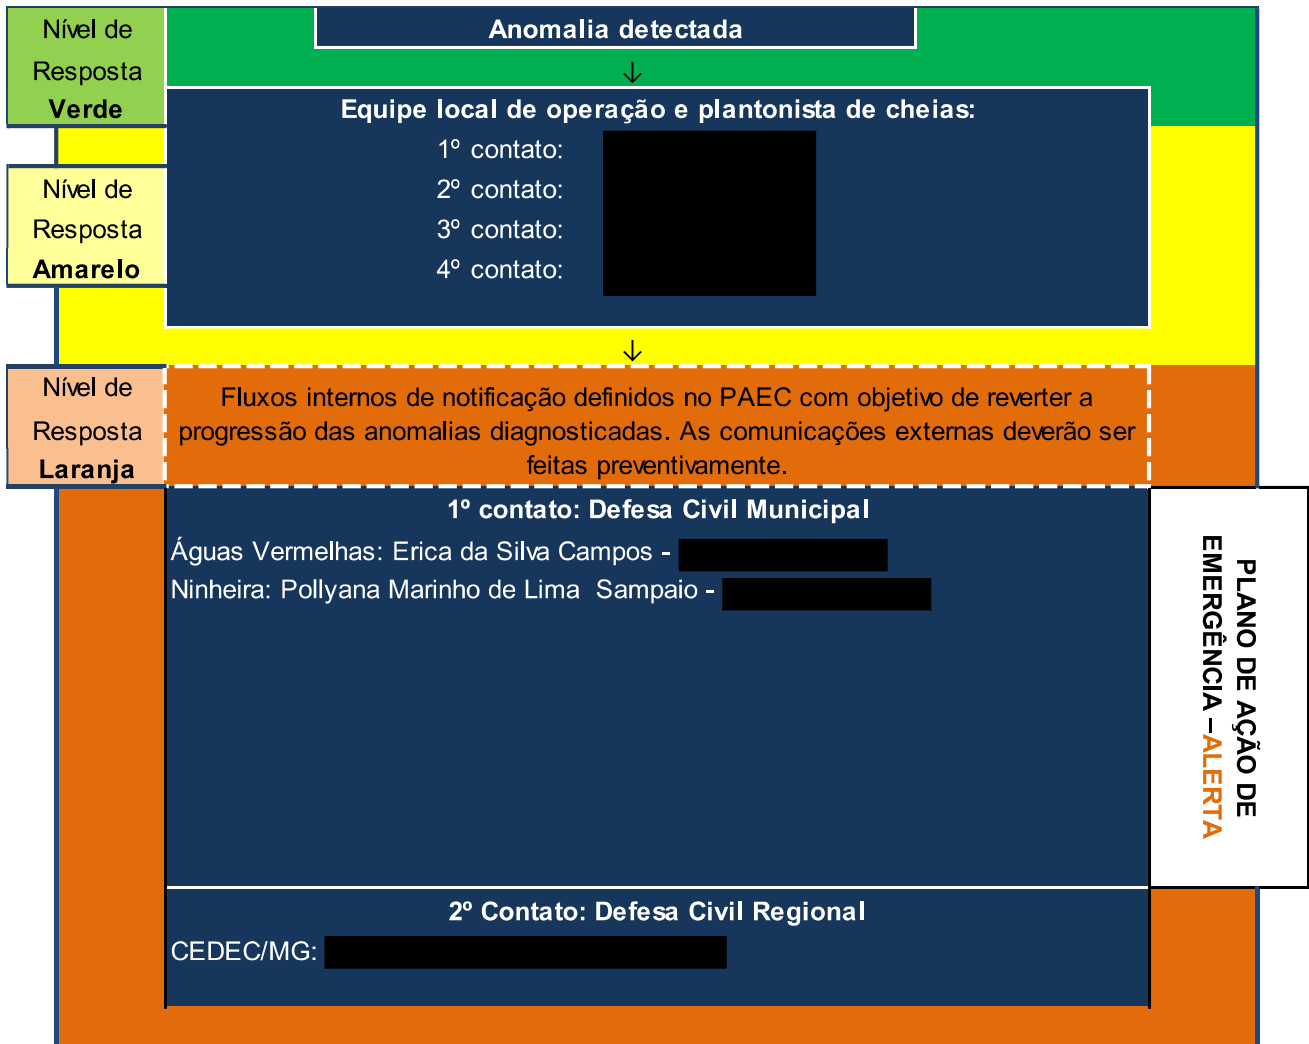 Nível de
Resposta
Verde
Anomalia detectada
↓
Equipe local de operação e plantonista de cheias:
1º contato:
2º contato:
3º contato:
4º contato:
Nível de
Resposta
Amarelo
↓
Nível de
Resposta
Laranja
Fluxos internos de notificação definidos no PAEC com objetivo de reverter a
progressão das anomalias diagnosticadas. As comunicações externas deverão ser
feitas preventivamente.
1º contato: Defesa Civil Municipal
Águas Vermelhas: Erica da Silva Campos -
Ninheira: Pollyana Marinho de Lima  Sampaio -
PLANO DE AÇÃO DE
EMERGÊNCIA –ALERTA
2º Contato: Defesa Civil Regional
CEDEC/MG: